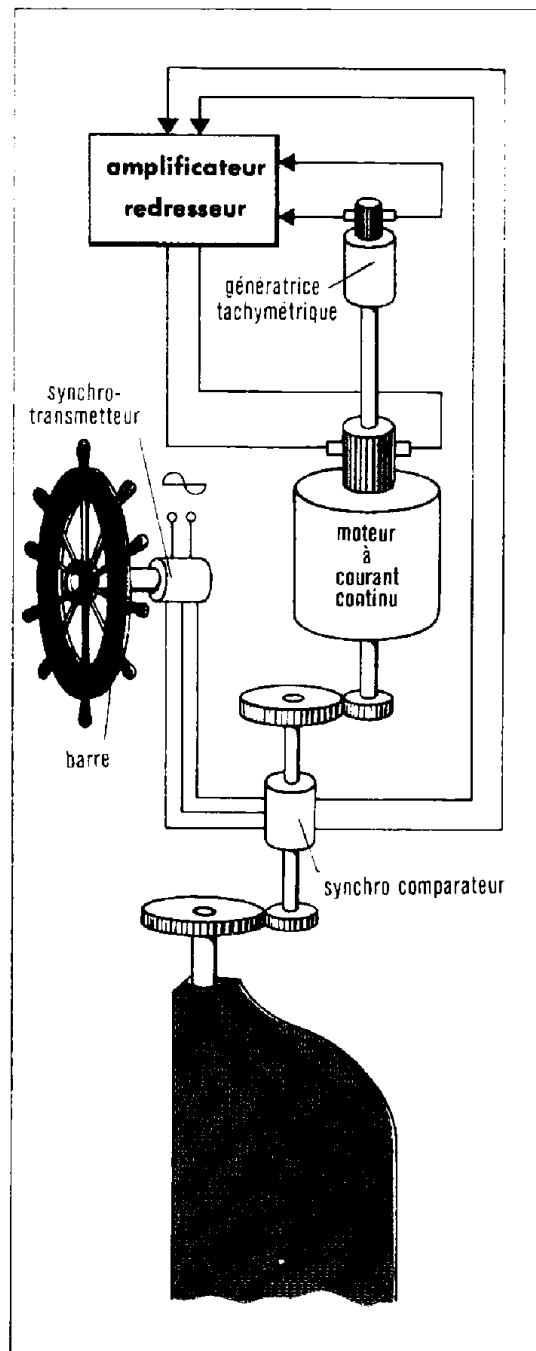 amplificateur
redresseur
génératrice
tachymétrique
synchro-
transmetteur
moteur
à
courant
continu
barre
synchro comparateur